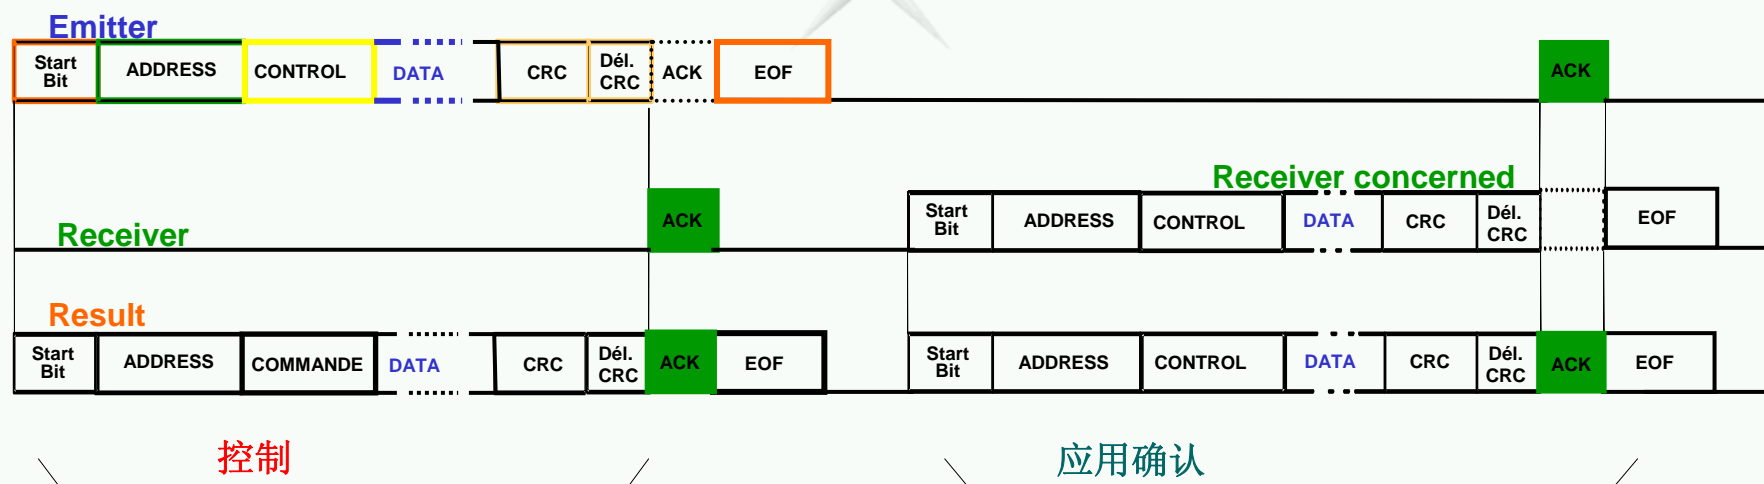 Emitter
Start Bit ADDRESS CONTROL DATA CRC Dél. CRC ACK EOF ACK
Receiver concerned
Receiver ACK Start Bit ADDRESS CONTROL DATA CRC Dél. CRC EOF
Result
Start Bit ADDRESS COMMANDE DATA CRC Dél. CRC ACK EOF Start Bit ADDRESS CONTROL DATA CRC Dél. CRC ACK EOF
控制 应用确认